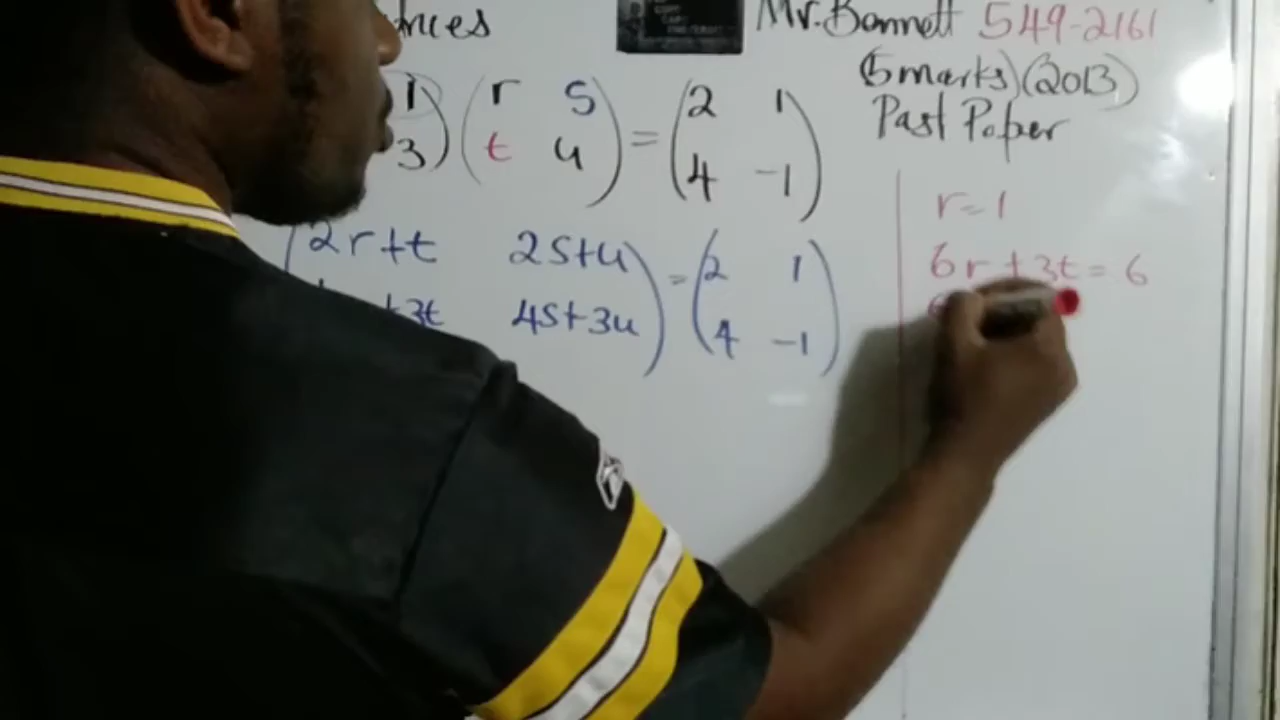 nces Mr. Bennett 549-2161
(5marks)(2013)
Past Paper
1 r s = 2 1
3 t u 4 -1
r=1
2r+t 2s+u = 2 1
+3t 4s+3u 4 -1
6r+3t=6